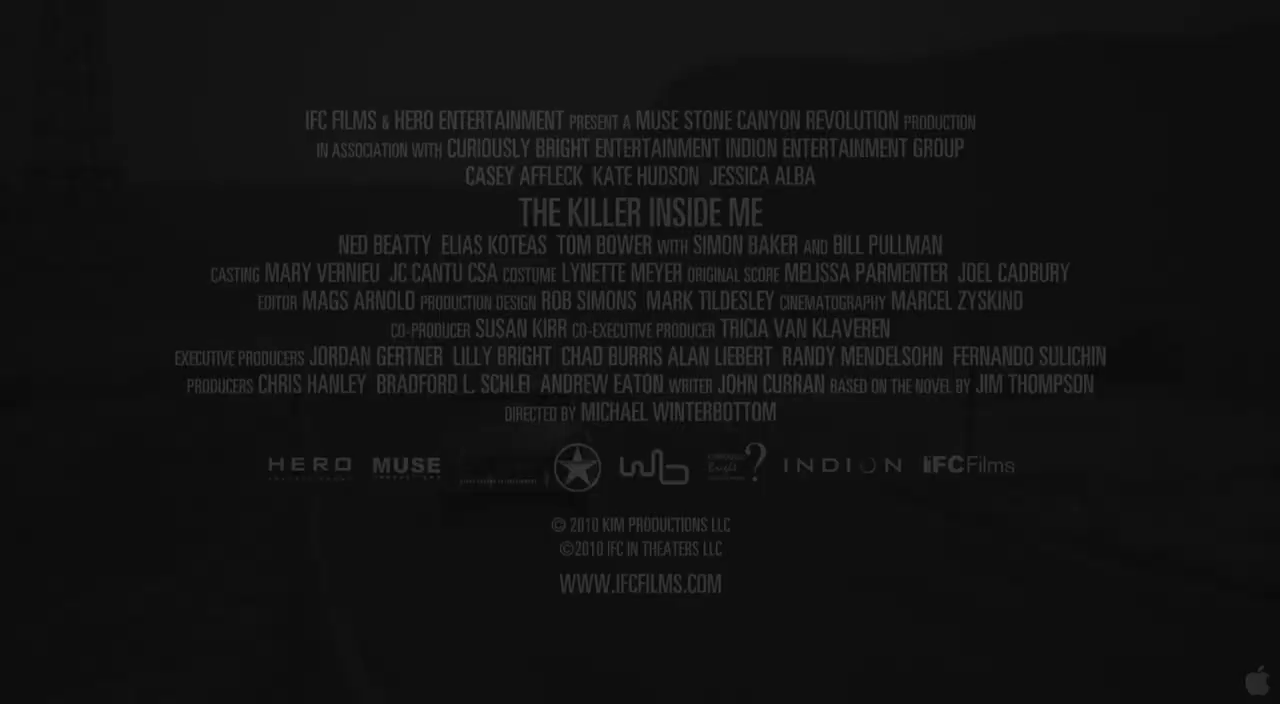 IFC FILMS & HERO ENTERTAINMENT PRESENT A MUSE STONE CANYON REVOLUTION PRODUCTION
IN ASSOCIATION WITH CURIOUSLY BRIGHT ENTERTAINMENT INDION ENTERTAINMENT GROUP
CASEY AFFLECK KATE HUDSON JESSICA ALBA
THE KILLER INSIDE ME
NED BEATTY ELIAS KOTEAS TOM BOWER WITH SIMON BAKER AND BILL PULLMAN
CASTING MARY VERNIEU JC CANTU CSA COSTUME LYNETTE MEYER ORIGINAL SCORE MELISSA PARMENTER JOEL CADBURY
EDITOR MAGS ARNOLD PRODUCTION DESIGN ROB SIMONS MARK TILDESLEY CINEMATOGRAPHY MARCEL ZYSKIND
CO-PRODUCER SUSAN KIRR CO-EXECUTIVE PRODUCER TRICIA VAN KLAVEREN
EXECUTIVE PRODUCERS JORDAN GERTNER LILLY BRIGHT CHAD BURRIS ALAN LIEBERT RANDY MENDELSOHN FERNANDO SULICHIN
PRODUCERS CHRIS HANLEY BRADFORD L. SCHLEI ANDREW EATON WRITER JOHN CURRAN BASED ON THE NOVEL BY JIM THOMPSON
DIRECTED BY MICHAEL WINTERBOTTOM
HERO MUSE Bright ? INDION IFC Films
© 2010 KIM PRODUCTIONS LLC
©2010 IFC IN THEATERS LLC
WWW.IFCFILMS.COM